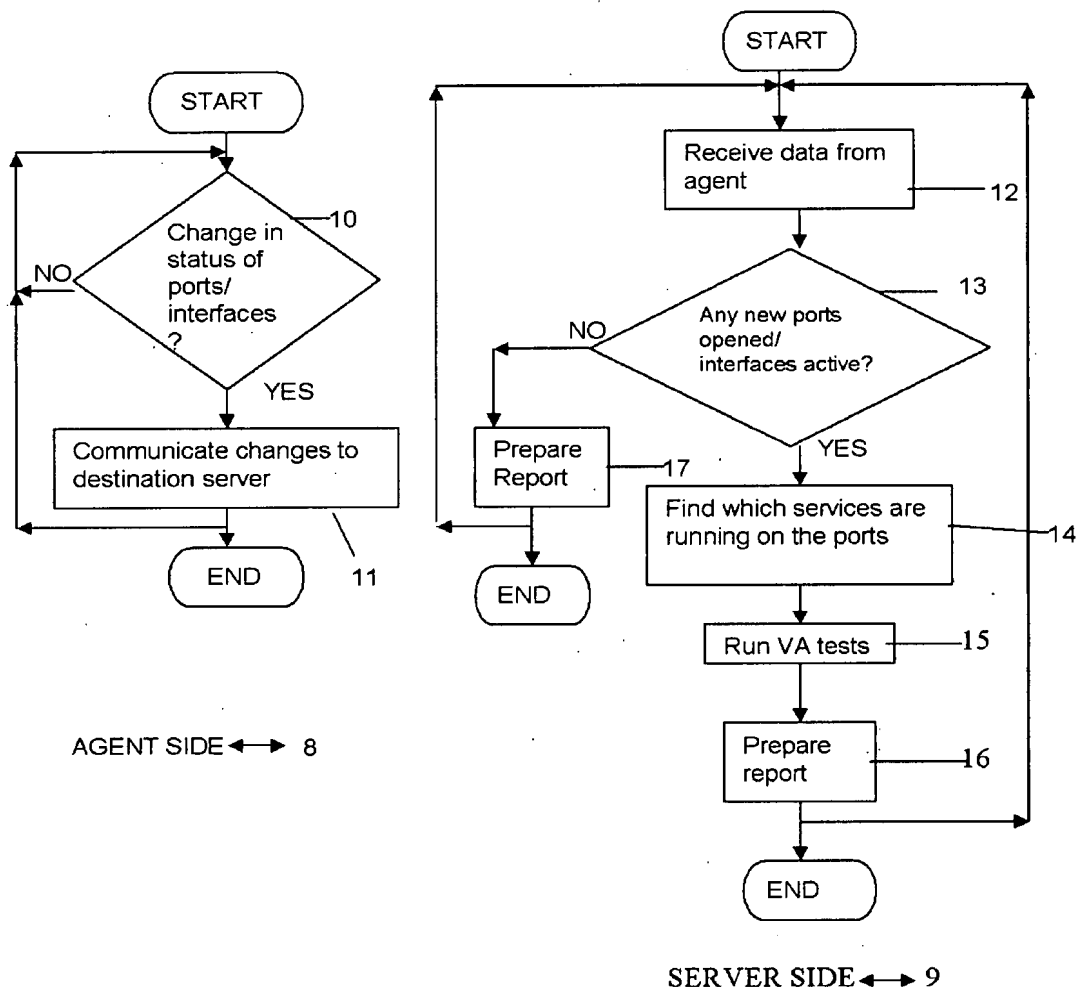 START
10
Change in
status of
ports/
interfaces
?
NO
YES
Communicate changes to
destination server
11
END
AGENT SIDE 8
START
Receive data from
agent
12
13
Any new ports
opened/
interfaces active?
NO
YES
Prepare
Report
17
END
Find which services are
running on the ports
14
Run VA tests
15
Prepare
report
16
END
SERVER SIDE 9